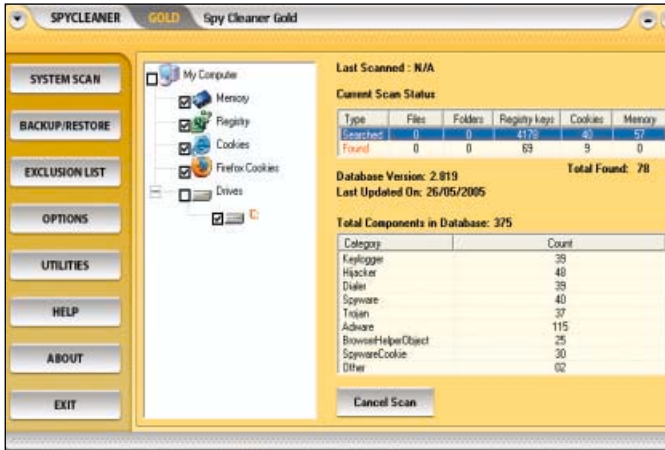 SPYCLEANER GOLD Spy Cleaner Gold
SYSTEM SCAN
BACKUP/RESTORE
EXCLUSION LIST
OPTIONS
UTILITIES
HELP
ABOUT
EXIT
My Computer
Memory
Registry
Cookies
Firefox Cookies
Drives
C:
Last Scanned : N/A
Current Scan Status
Type Files Folders Registry keys Cookies Memory
Searched 0 0 4178 40 57
Found 0 0 69 9 0
Total Found: 78
Database Version: 2.819
Last Updated On: 26/05/2005
Total Components in Database: 375
Category Count
Keylogger 39
Hijacker 48
Dialer 39
Spyware 40
Trojan 37
Adware 115
BrowserHelperObject 25
SpywareCookie 30
Other 02
Cancel Scan